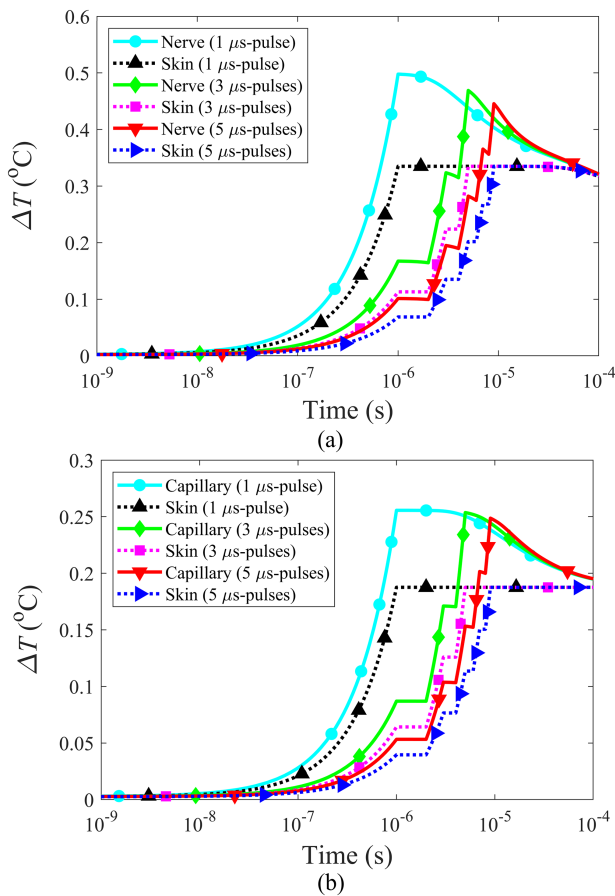 (a)
0.6
0.5
0.4
0.3
0.2
0.1
0
ΔT (°C)
Nerve (1 μs-pulse)
Skin (1 μs-pulse)
Nerve (3 μs-pulses)
Skin (3 μs-pulses)
Nerve (5 μs-pulses)
Skin (5 μs-pulses)
10⁻⁹ 10⁻⁸ 10⁻⁷ 10⁻⁶ 10⁻⁵ 10⁻⁴
Time (s)
(a)
(b)
0.3
0.25
0.2
0.15
0.1
0.05
0
ΔT (°C)
Capillary (1 μs-pulse)
Skin (1 μs-pulse)
Capillary (3 μs-pulses)
Skin (3 μs-pulses)
Capillary (5 μs-pulses)
Skin (5 μs-pulses)
10⁻⁹ 10⁻⁸ 10⁻⁷ 10⁻⁶ 10⁻⁵ 10⁻⁴
Time (s)
(b)